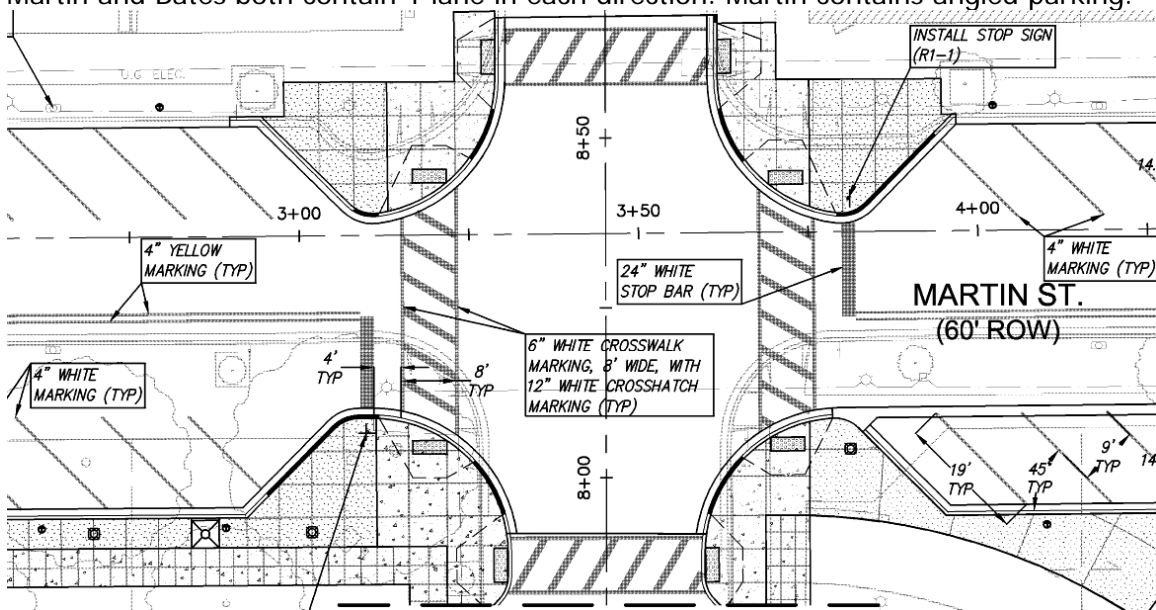 Martin and Bates both contain 1 lane in each direction. Martin contains angled parking.
INSTALL STOP SIGN
(R1-1)
U.G. ELEC.
8+50
14.
3+00
3+50
4+00
4" YELLOW
MARKING (TYP)
24" WHITE
STOP BAR (TYP)
4" WHITE
MARKING (TYP)
MARTIN ST.
(60' ROW)
6" WHITE CROSSWALK
MARKING, 8' WIDE, WITH
12" WHITE CROSSHATCH
MARKING (TYP)
4'
TYP
8'
TYP
4" WHITE
MARKING (TYP)
8+00
19'
TYP
45°
TYP
9'
TYP
14